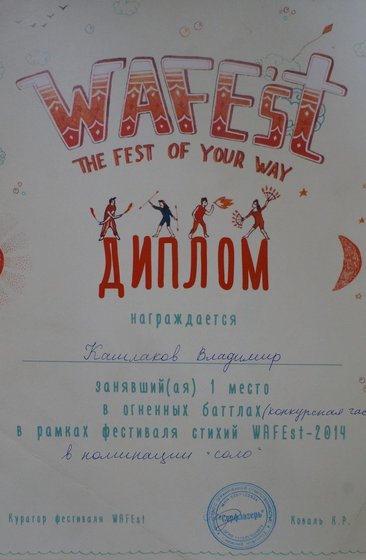 WAFEst
THE FEST OF YOUR WAY
ДИПЛОМ
награждается
Кашлаков Владимир
занявший(ая) 1 место
в огненных баттлах (конкурсная час
в рамках фестиваля стихий WAFEst-2014
в номинации "соло"
Куратор фестиваля WAFEst
Коваль К.Р.